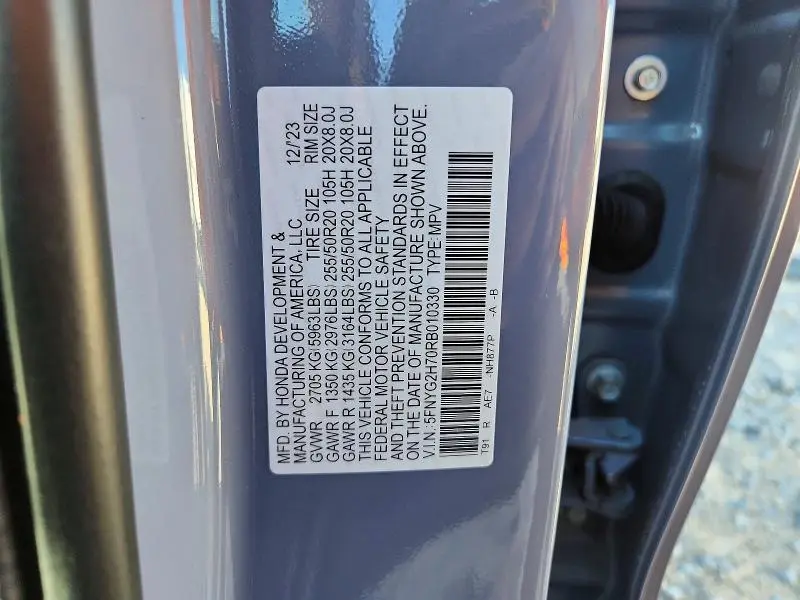 MFD. BY HONDA DEVELOPMENT &
MANUFACTURING OF AMERICA, LLC 12/'23
GVWR 2705 KG(5963LBS) TIRE SIZE RIM SIZE
GAWR F 1350 KG(2976LBS) 255/50R20 105H 20X8.0J
GAWR R 1435 KG(3164LBS) 255/50R20 105H 20X8.0J
THIS VEHICLE CONFORMS TO ALL APPLICABLE
FEDERAL MOTOR VEHICLE SAFETY
AND THEFT PREVENTION STANDARDS IN EFFECT
ON THE DATE OF MANUFACTURE SHOWN ABOVE.
V.I.N.:5FNYG2H70RB010330 TYPE:MPV
T91 R AE7 -NH877P -A -B